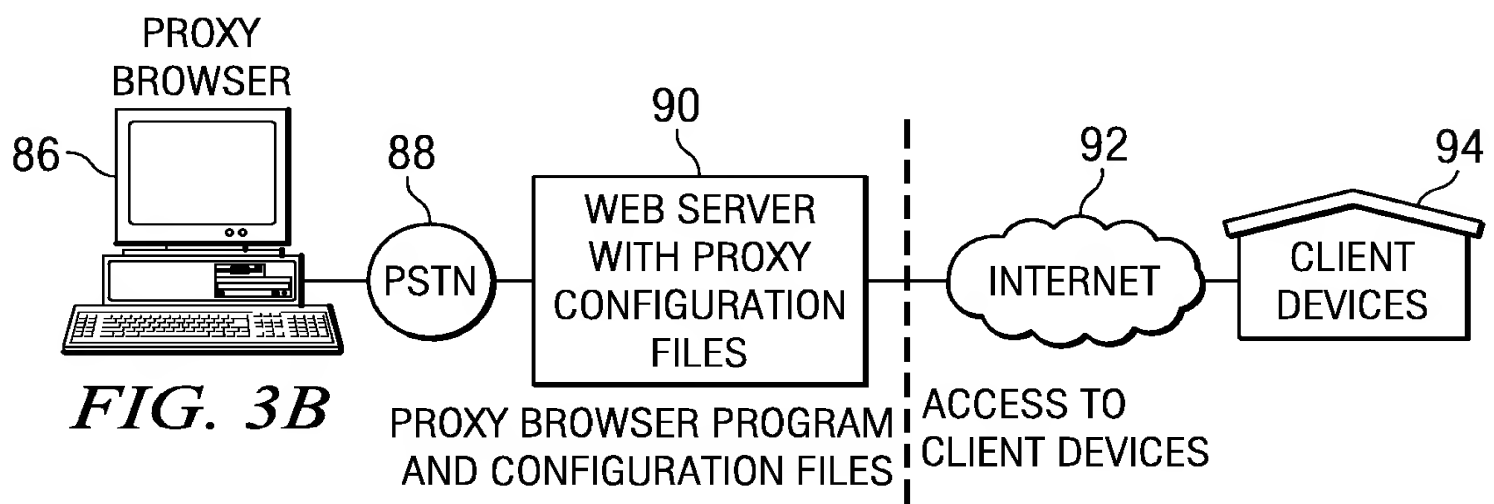 PROXY
BROWSER
86
88
PSTN
90
WEB SERVER
WITH PROXY
CONFIGURATION
FILES
92
INTERNET
94
CLIENT
DEVICES
FIG. 3B
PROXY BROWSER PROGRAM
AND CONFIGURATION FILES
ACCESS TO
CLIENT DEVICES